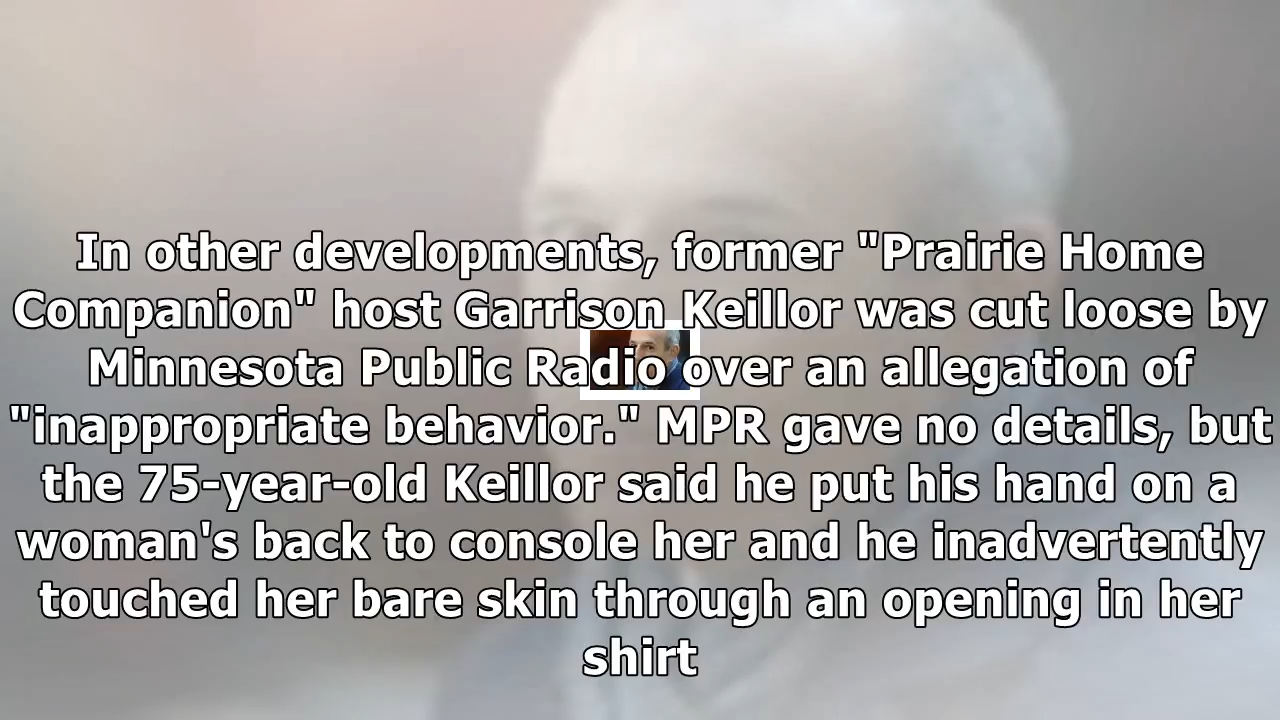 In other developments, former "Prairie Home
Companion" host Garrison Keillor was cut loose by
Minnesota Public Radio over an allegation of
"inappropriate behavior." MPR gave no details, but
the 75-year-old Keillor said he put his hand on a
woman's back to console her and he inadvertently
touched her bare skin through an opening in her
shirt